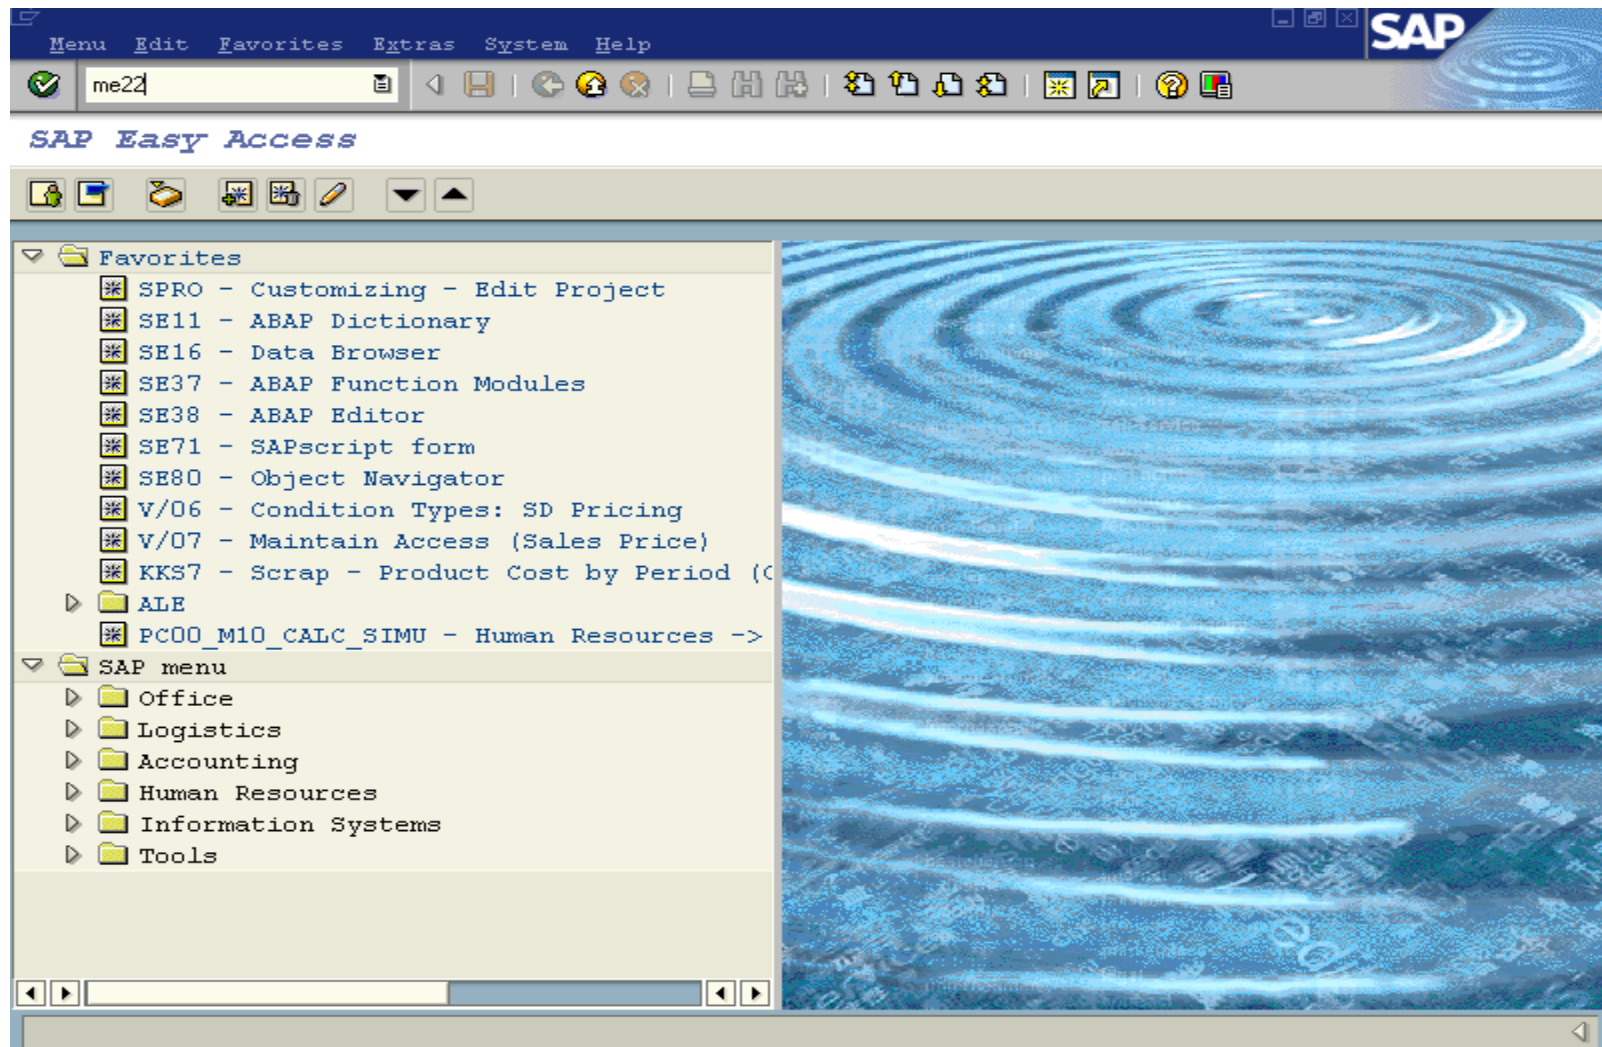 Menu Edit Favorites Extras System Help
SAP
me22
SAP Easy Access
Favorites
SPRO - Customizing - Edit Project
SE11 - ABAP Dictionary
SE16 - Data Browser
SE37 - ABAP Function Modules
SE38 - ABAP Editor
SE71 - SAPscript form
SE80 - Object Navigator
V/06 - Condition Types: SD Pricing
V/07 - Maintain Access (Sales Price)
KKS7 - Scrap - Product Cost by Period (
ALE
PC00_M10_CALC_SIMU - Human Resources ->
SAP menu
Office
Logistics
Accounting
Human Resources
Information Systems
Tools